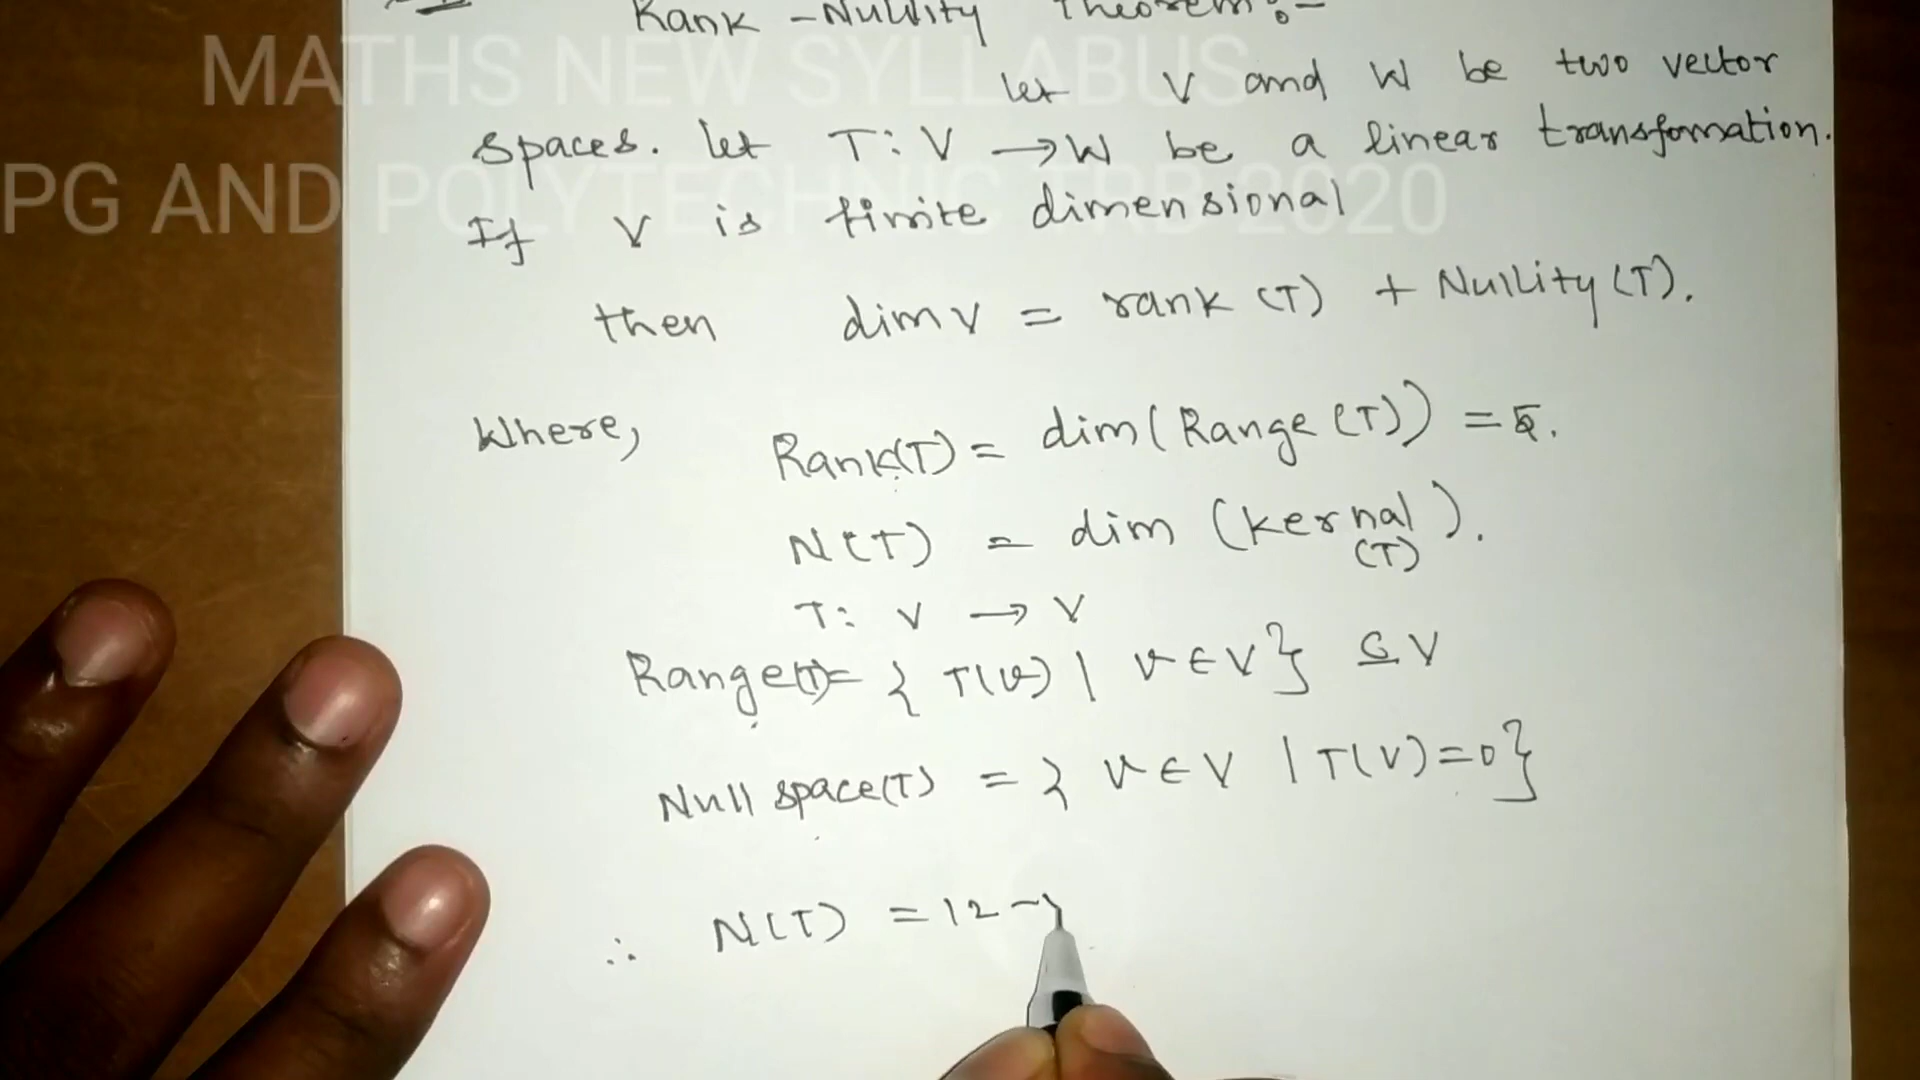 Rank - Nullity Theorem :-
MATHS NEW SYLLABUS
let V and W be two vector
spaces. let T: V → W be a linear transformation.
PG AND POLYTECHNIC TRB 2020
If V is finite dimensional
then dim V = rank (T) + Nullity (T).
Where,
Rank(T) = dim (Range (T)) = 5.
N(T) = dim (Kernal (T)).
T: V → V
Range(T) = { T(v) | v ∈ V } ⊆ V
Null space(T) = { v ∈ V | T(V) = 0 }
∴ N(T) = 12 -